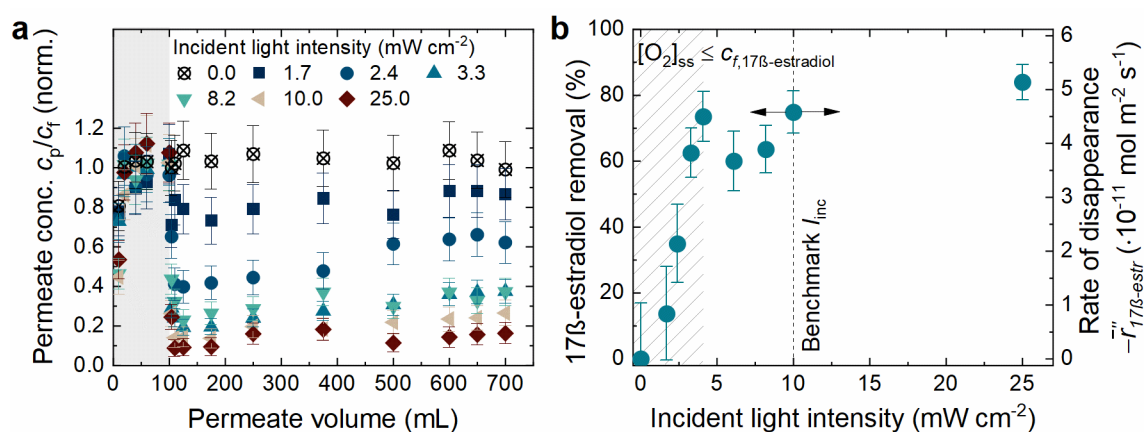 a
Incident light intensity (mW cm-2)
0.0 1.7 2.4 3.3
8.2 10.0 25.0
Permeate conc. cp/cf (norm.)
1.2
1.0
0.8
0.6
0.4
0.2
0.0
0 100 200 300 400 500 600 700
Permeate volume (mL)
b
[O2]ss ≤ cf,17ß-estradiol
Benchmark Iinc
17ß-estradiol removal (%)
100
80
60
40
20
0
0 5 10 15 20 25
Incident light intensity (mW cm-2)
6
5
4
3
2
1
0
Rate of disappearance
−r̄''17ß-estr (·10-11 mol m-2 s-1)